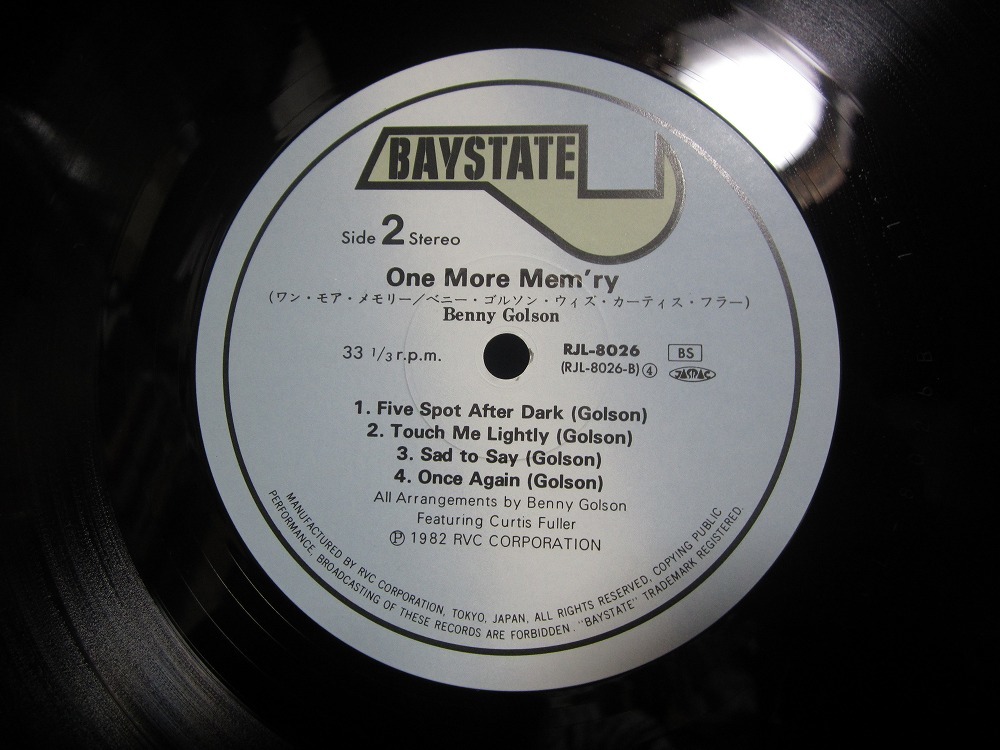 BAYSTATE
Side 2 Stereo
One More Mem'ry
(ワン・モア・メモリー/ベニー・ゴルソン・ウィズ・カーティス・フラー)
Benny Golson
33 1/3 r.p.m.
RJL-8026 BS
(RJL-8026-B) ④ JASRAC
1. Five Spot After Dark (Golson)
2. Touch Me Lightly (Golson)
3. Sad to Say (Golson)
4. Once Again (Golson)
All Arrangements by Benny Golson
Featuring Curtis Fuller
Ⓟ 1982 RVC CORPORATION
MANUFACTURED BY RVC CORPORATION, TOKYO, JAPAN, ALL RIGHTS RESERVED, COPYING PUBLIC
PERFORMANCE, BROADCASTING OF THESE RECORDS ARE FORBIDDEN. "BAYSTATE" TRADEMARK REGISTERED.